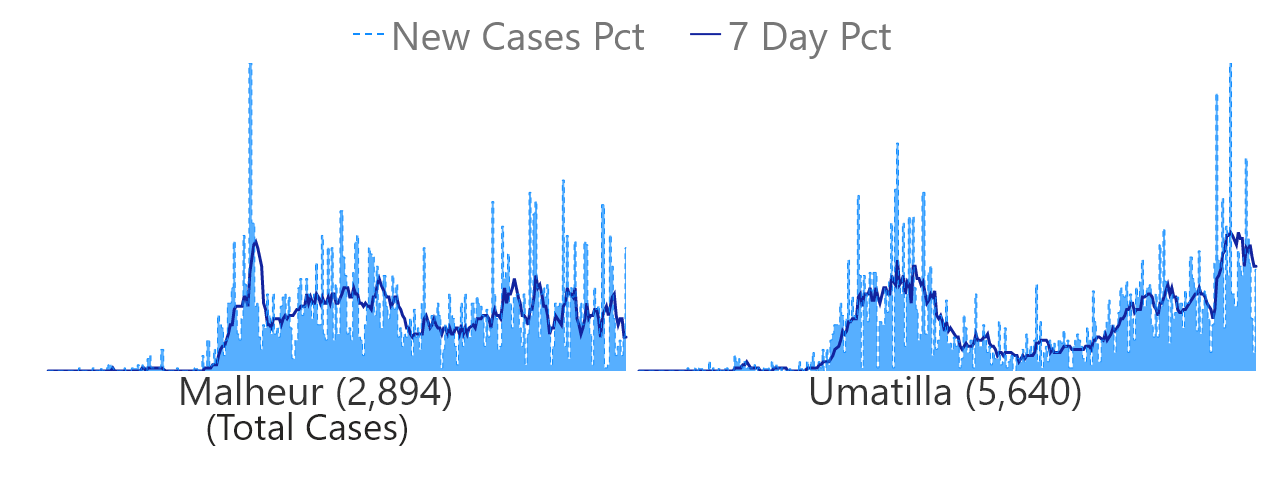 New Cases Pct 7 Day Pct
Malheur (2,894) Umatilla (5,640)
(Total Cases)